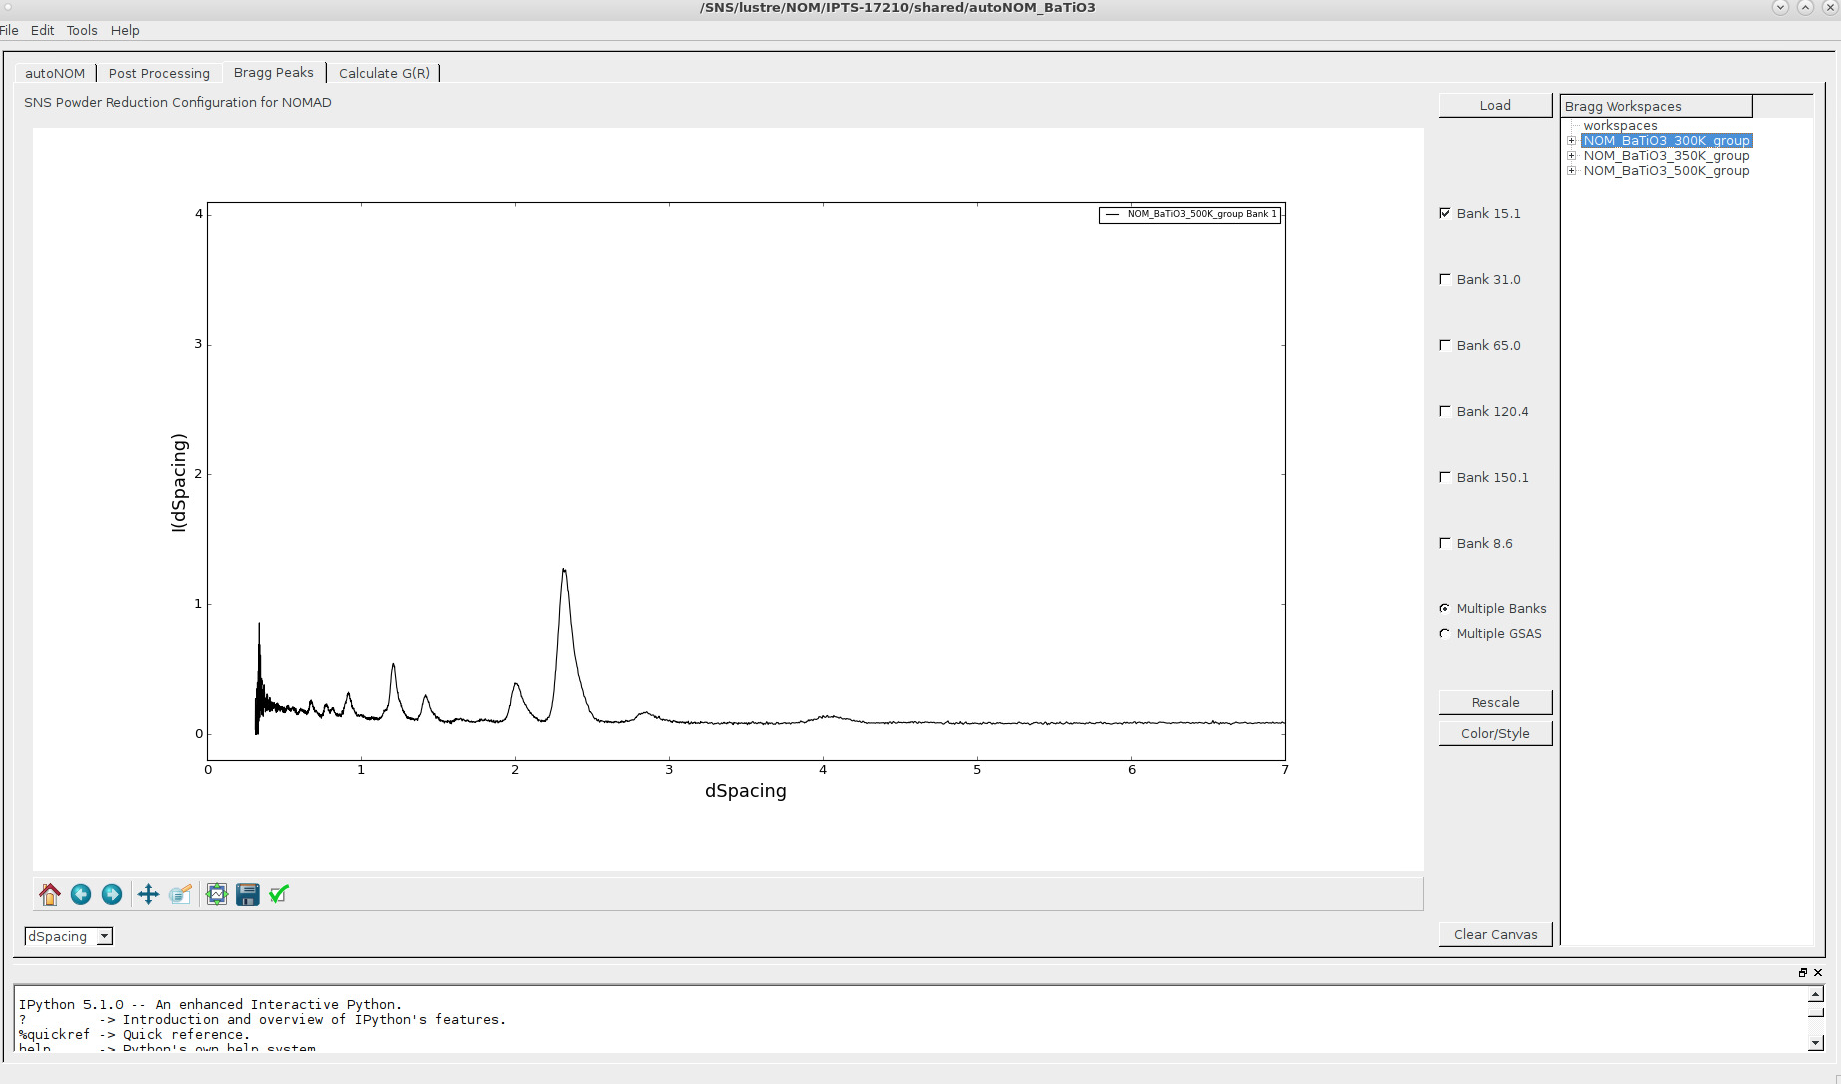 /SNS/lustre/NOM/IPTS-17210/shared/autoNOM_BaTiO3
File Edit Tools Help
autoNOM Post Processing Bragg Peaks Calculate G(R)
SNS Powder Reduction Configuration for NOMAD
Load
Bragg Workspaces
workspaces
NOM_BaTiO3_300K_group
NOM_BaTiO3_350K_group
NOM_BaTiO3_500K_group
NOM_BaTiO3_500K_group Bank 1
4
3
2
1
0
I(dSpacing)
0 1 2 3 4 5 6 7
dSpacing
Bank 15.1
Bank 31.0
Bank 65.0
Bank 120.4
Bank 150.1
Bank 8.6
Multiple Banks
Multiple GSAS
Rescale
Color/Style
Clear Canvas
dSpacing
IPython 5.1.0 -- An enhanced Interactive Python.
? -> Introduction and overview of IPython's features.
%quickref -> Quick reference.
help -> Python's own help system